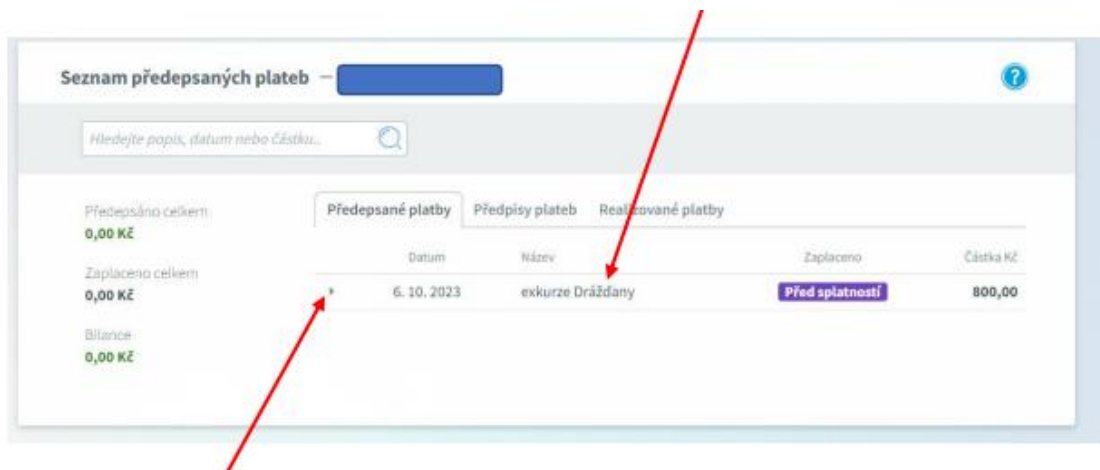 Seznam předepsaných plateb –
?
Hledejte popis, datum nebo částku...
Předepsáno celkem
0,00 Kč
Zaplaceno celkem
0,00 Kč
Bilance
0,00 Kč
Předepsané platby Předpisy plateb Realizované platby
Datum Název Zaplaceno Částka Kč
6. 10. 2023 exkurze Drážďany Před splatností 800,00